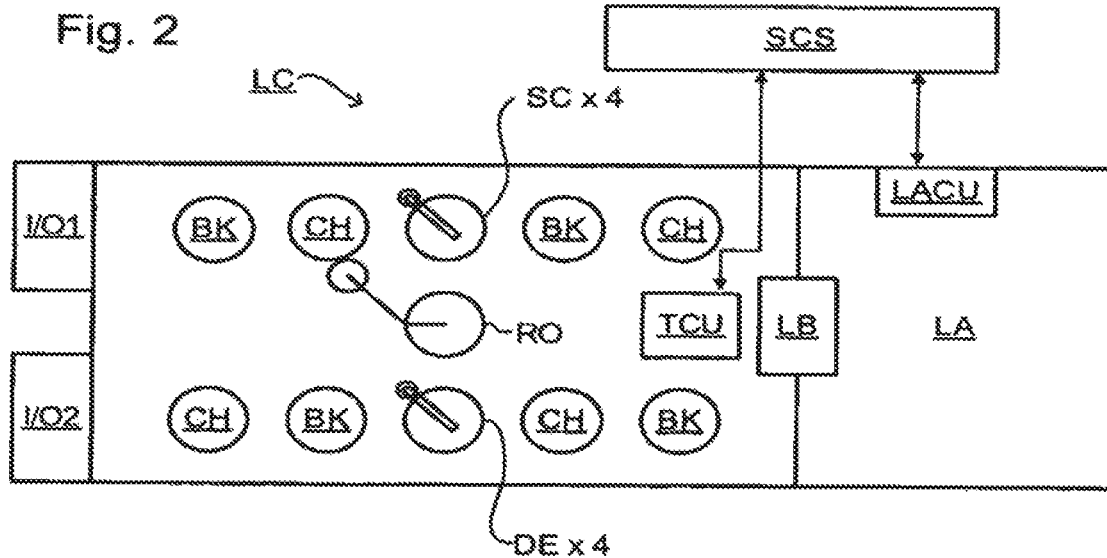 Fig. 2
SCS
LC
SC x 4
I/O1
BK
CH
BK
CH
LACU
RO
TCU
LB
LA
I/O2
CH
BK
CH
BK
DE x 4